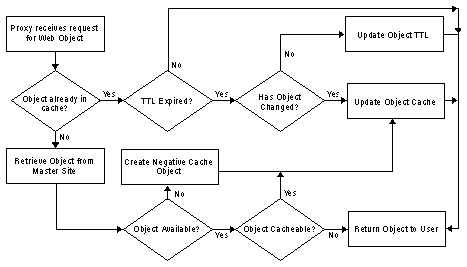 Proxy receives request
for Web Object
Update Object TTL
No
No
Object already in
cache?
Yes
TTL Expired?
Yes
Has Object
Changed?
Yes
Update Object Cache
No
Retrieve Object from
Master Site
Create Negative Cache
Object
No
Yes
Object Available?
Yes
Object Cacheable?
No
Return Object to User